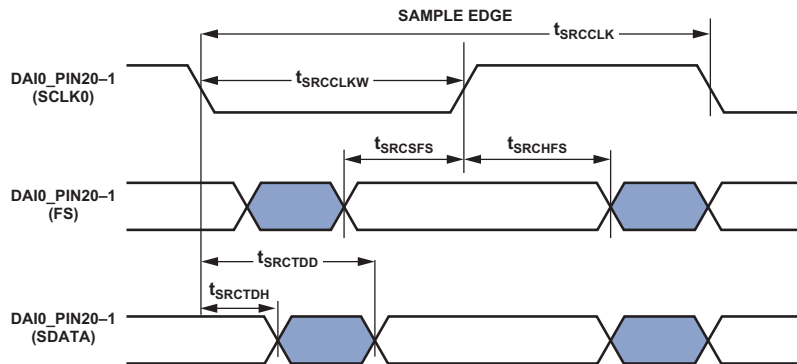 SAMPLE EDGE
tSRCCLK
DAI0_PIN20–1
(SCLK0)
tSRCCLKW
tSRCSFS
tSRCHFS
DAI0_PIN20–1
(FS)
tSRCTDD
tSRCTDH
DAI0_PIN20–1
(SDATA)